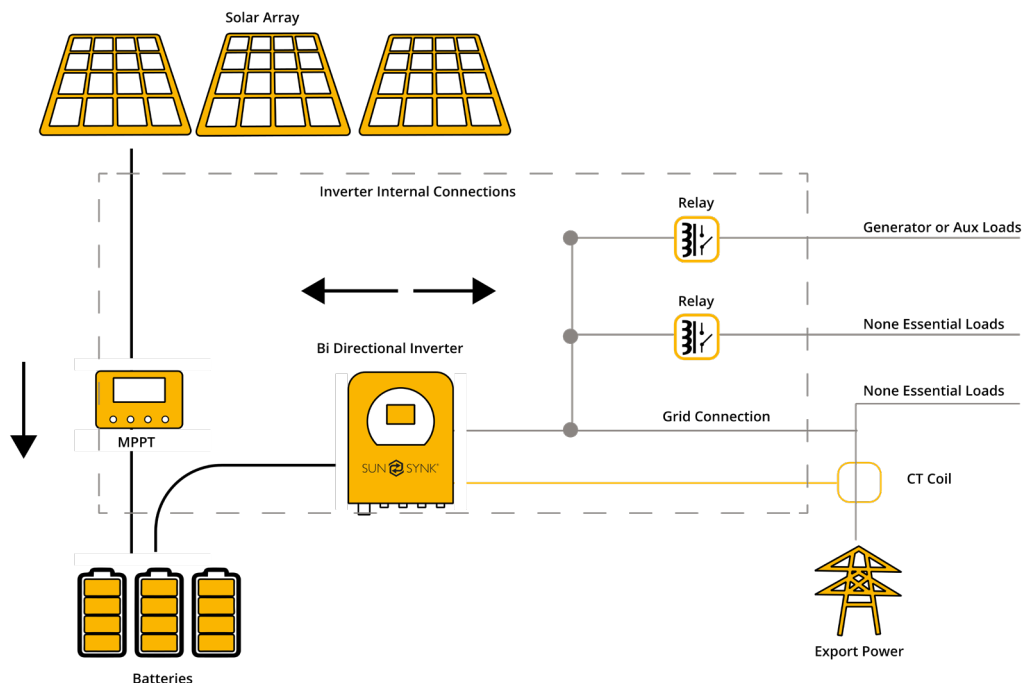 Solar Array
Inverter Internal Connections
Relay
Generator or Aux Loads
Relay
None Essential Loads
Bi Directional Inverter
None Essential Loads
Grid Connection
MPPT
SUN SYNK
CT Coil
Export Power
Batteries